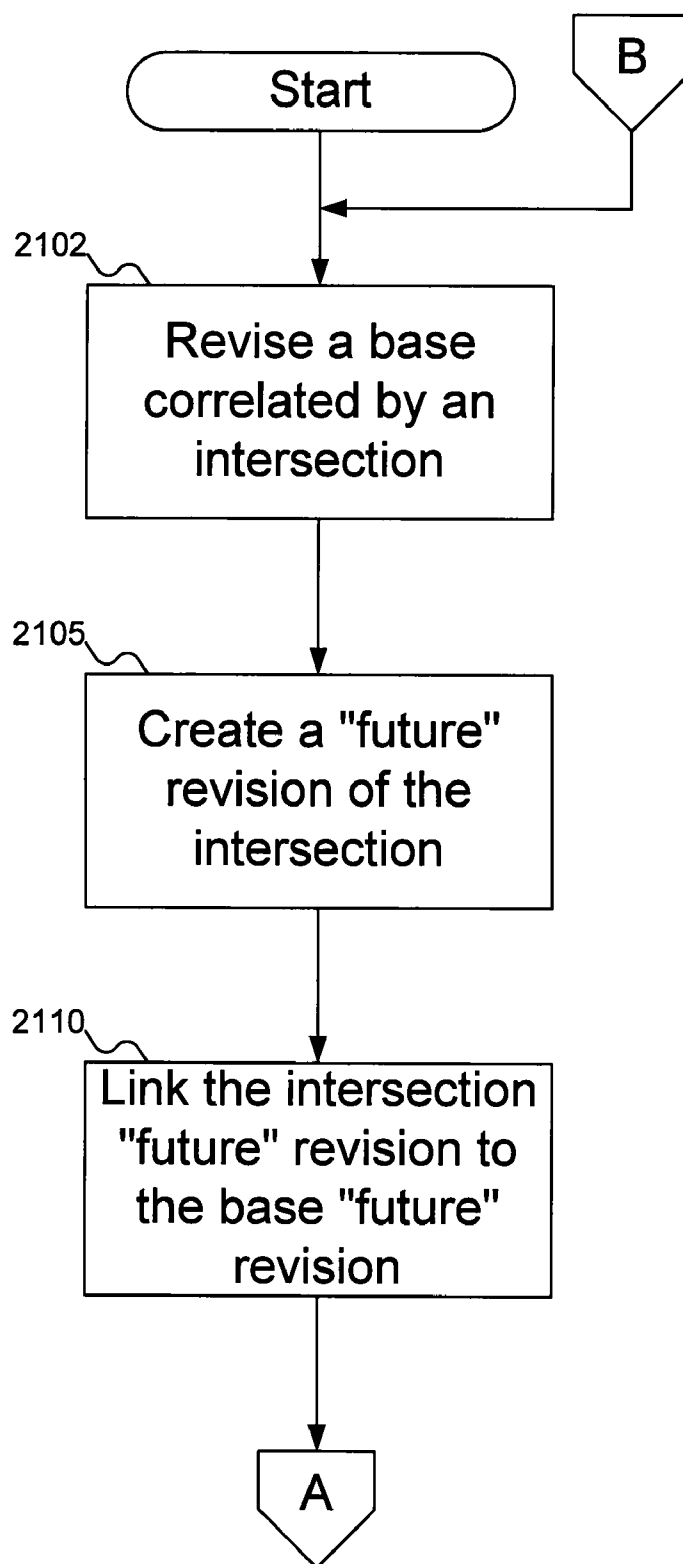 Start
B
2102
Revise a base
correlated by an
intersection
2105
Create a "future"
revision of the
intersection
2110
Link the intersection
"future" revision to
the base "future"
revision
A